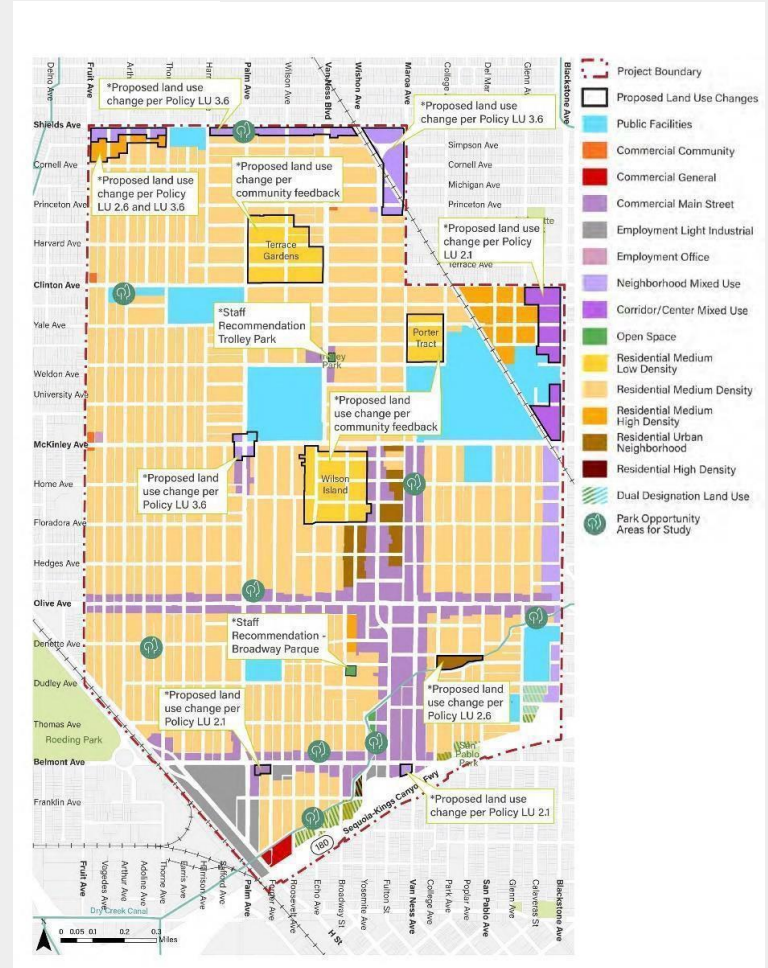 Delno Ave
Fruit Ave
Palm Ave
Wilson Ave
Van Ness Blvd
Wishon Ave
Maroa Ave
College
Del Mar
Glenn
Blackstone Ave
*Proposed land use
change per Policy LU 3.6
*Proposed land use
change per Policy LU 3.6
Shields Ave
Simpson Ave
Cornell Ave
Cornell Ave
*Proposed land use
change per
community feedback
*Proposed land use
change per Policy
LU 2.6 and LU 3.6
Michigan Ave
Princeton Ave
Princeton Ave
*Proposed land use
change per Policy
LU 2.1
Harvard Ave
Terrace
Gardens
Terrace Ave
Clinton Ave
*Staff
Recommendation
Trolley Park
Yale Ave
Porter
Tract
Trolley
Park
Weldon Ave
University Ave
*Proposed land
use change per
community feedback
McKinley Ave
*Proposed land
use change per
Policy LU 3.6
Home Ave
Wilson
Island
Floradora Ave
Hedges Ave
Olive Ave
*Staff
Recommendation -
Broadway Parque
Dennett Ave
Dudley Ave
*Proposed land
use change per
Policy LU 2.1
*Proposed land
use change per
Policy LU 2.6
Thomas Ave
Roeding Park
San
Pablo
Park
Belmont Ave
*Proposed land use
change per Policy LU 2.1
Franklin Ave
Sequoia-Kings Canyon Fwy
180
Fruit Ave
Vagedes Ave
Arthur Ave
Adoline Ave
Thorne Ave
Harrison Ave
Safford Ave
Palm Ave
Farris Ave
Roosevelt Ave
Echo Ave
Broadway St
Yosemite Ave
Fulton St
Van Ness Ave
College Ave
Park Ave
Poplar Ave
San Pablo Ave
Glenn Ave
Calaveras St
Blackstone Ave
Dry Creek Canal
H St
0 0.05 0.1 0.2 0.3
Miles
Project Boundary
Proposed Land Use Changes
Public Facilities
Commercial Community
Commercial General
Commercial Main Street
Employment Light Industrial
Employment Office
Neighborhood Mixed Use
Corridor/Center Mixed Use
Open Space
Residential Medium
Low Density
Residential Medium Density
Residential Medium
High Density
Residential Urban
Neighborhood
Residential High Density
Dual Designation Land Use
Park Opportunity
Areas for Study